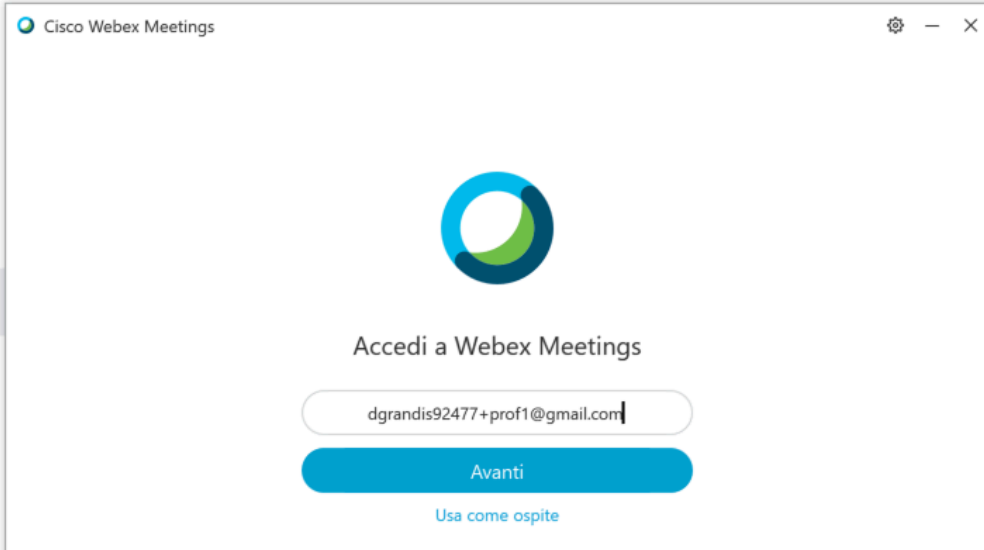 Cisco Webex Meetings
Accedi a Webex Meetings
dgrandis92477+prof1@gmail.com
Avanti
Usa come ospite